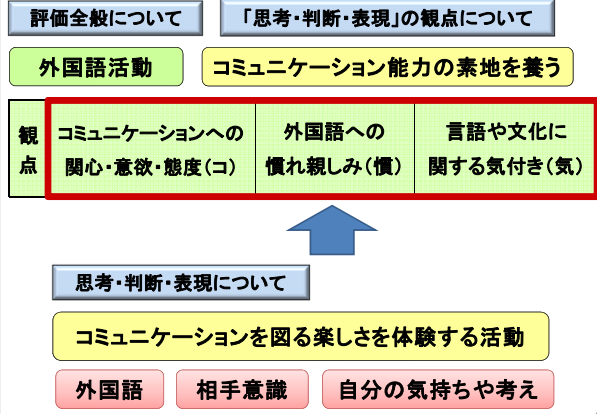 評価全般について
「思考・判断・表現」の観点について
外国語活動
コミュニケーション能力の素地を養う
観点
コミュニケーションへの
関心・意欲・態度(コ)
外国語への
慣れ親しみ(慣)
言語や文化に
関する気付き(気)
思考・判断・表現について
コミュニケーションを図る楽しさを体験する活動
外国語
相手意識
自分の気持ちや考え